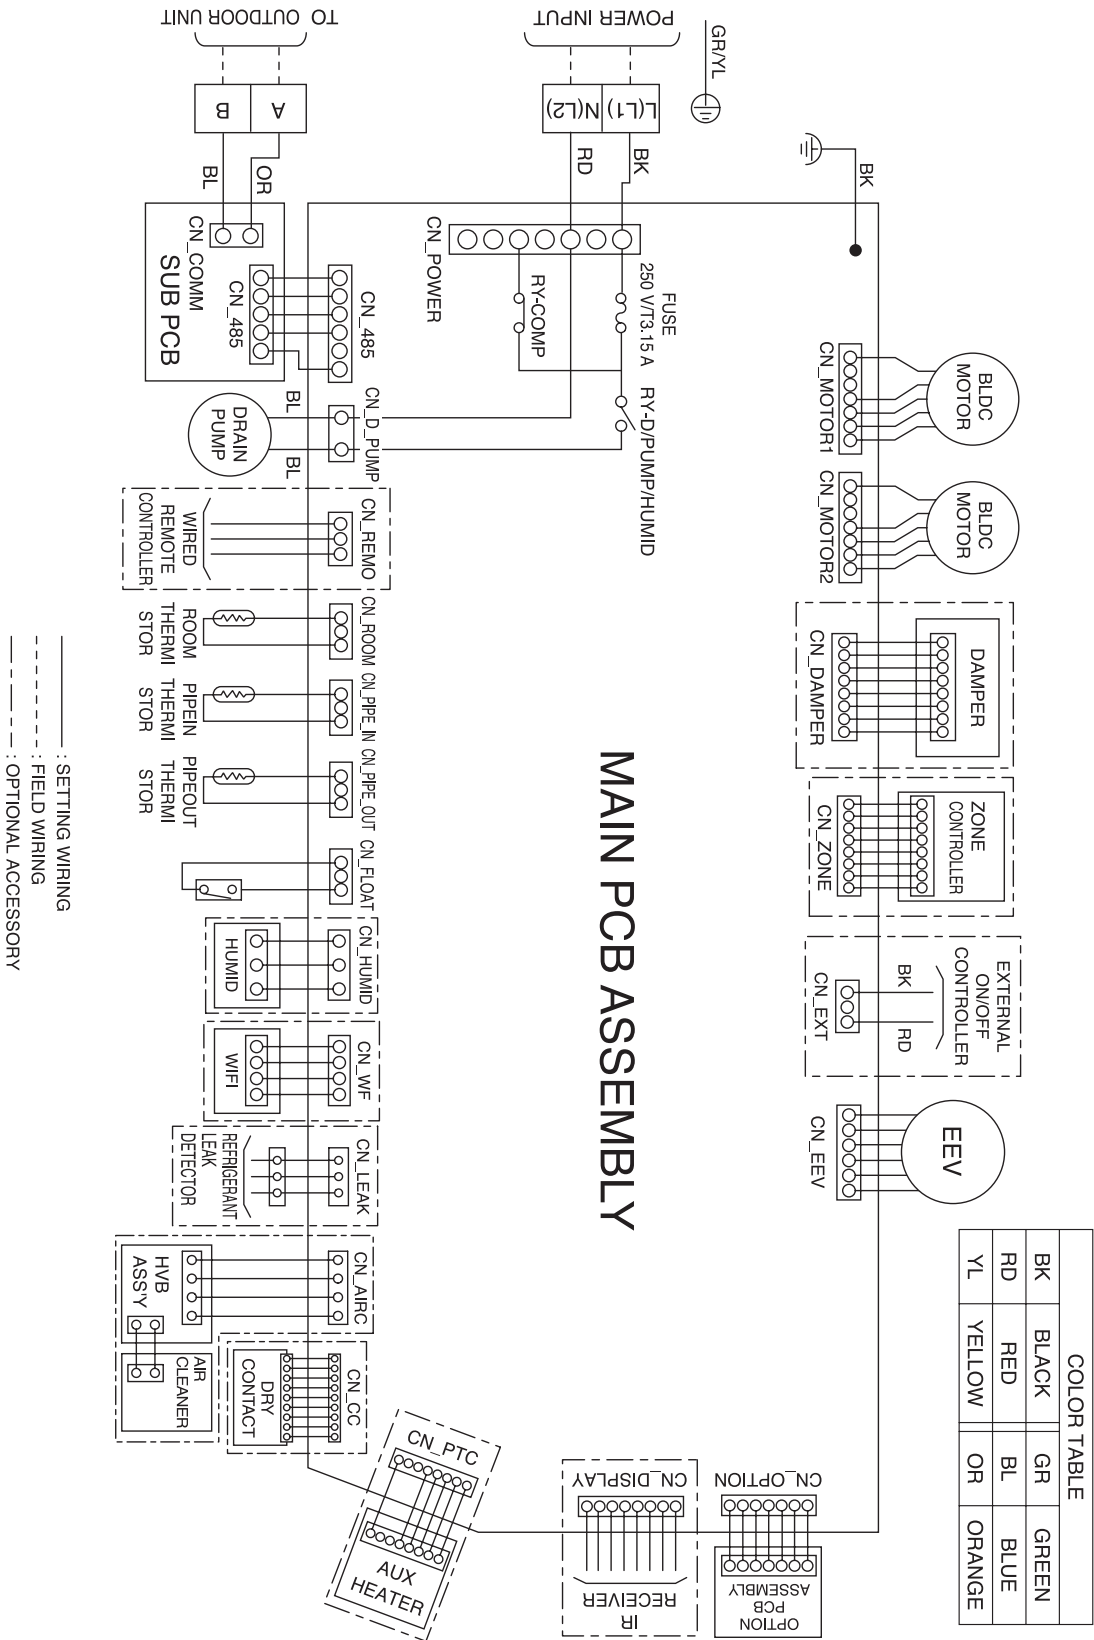 TO OUTDOOR UNIT
B
A
BL
OR
POWER INPUT
N(L2)
L(L1)
RD
BK
GR/YL
BK
CN_COMM
SUB PCB
CN_485
CN_485
CN_POWER
FUSE
250 V/T3.15 A
RY-COMP
RY-D/PUMP/HUMID
CN_D_PUMP
BL
BL
DRAIN
PUMP
BLDC
MOTOR
CN_MOTOR1
BLDC
MOTOR
CN_MOTOR2
CN_REMO
WIRED
REMOTE
CONTROLLER
DAMPER
CN_DAMPER
CN_ROOM
ROOM
THERMI
STOR
CN_PIPE_IN
PIPEIN
THERMI
STOR
CN_PIPE_OUT
PIPEOUT
THERMI
STOR
ZONE
CONTROLLER
CN_ZONE
MAIN PCB ASSEMBLY
CN_FLOAT
CN_HUMID
HUMID
EXTERNAL
ON/OFF
CONTROLLER
BK
RD
CN_EXT
CN_WF
WIFI
EEV
CN_EEV
CN_LEAK
REFRIGERANT
LEAK
DETECTOR
CN_AIRC
HVB
ASS'Y
AIR
CLEANER
CN_CC
DRY
CONTACT
CN_PTC
AUX
HEATER
CN_DISPLAY
IR
RECEIVER
CN_OPTION
OPTION
PCB
ASSEMBLY
COLOR TABLE
BK BLACK GR GREEN
RD RED BL BLUE
YL YELLOW OR ORANGE
: SETTING WIRING
: FIELD WIRING
: OPTIONAL ACCESSORY